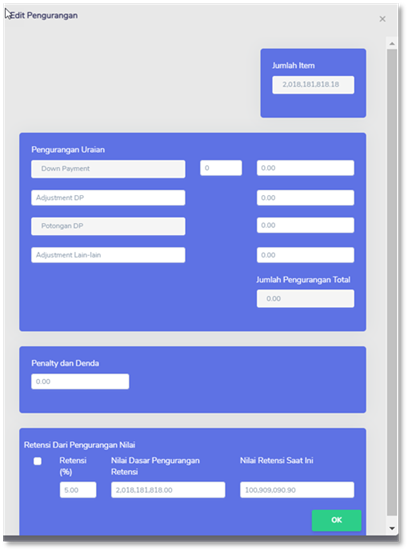 Edit Pengurangan
×
Jumlah Item
2,018,181,818.18
Pengurangan Uraian
Down Payment 0 0.00
Adjustment DP 0.00
Potongan DP 0.00
Adjustment Lain-lain 0.00
Jumlah Pengurangan Total
0.00
Penalty dan Denda
0.00
Retensi Dari Pengurangan Nilai
Retensi Nilai Dasar Pengurangan Nilai Retensi Saat Ini
(%) Retensi
5.00 2,018,181,818.00 100,909,090.90
OK